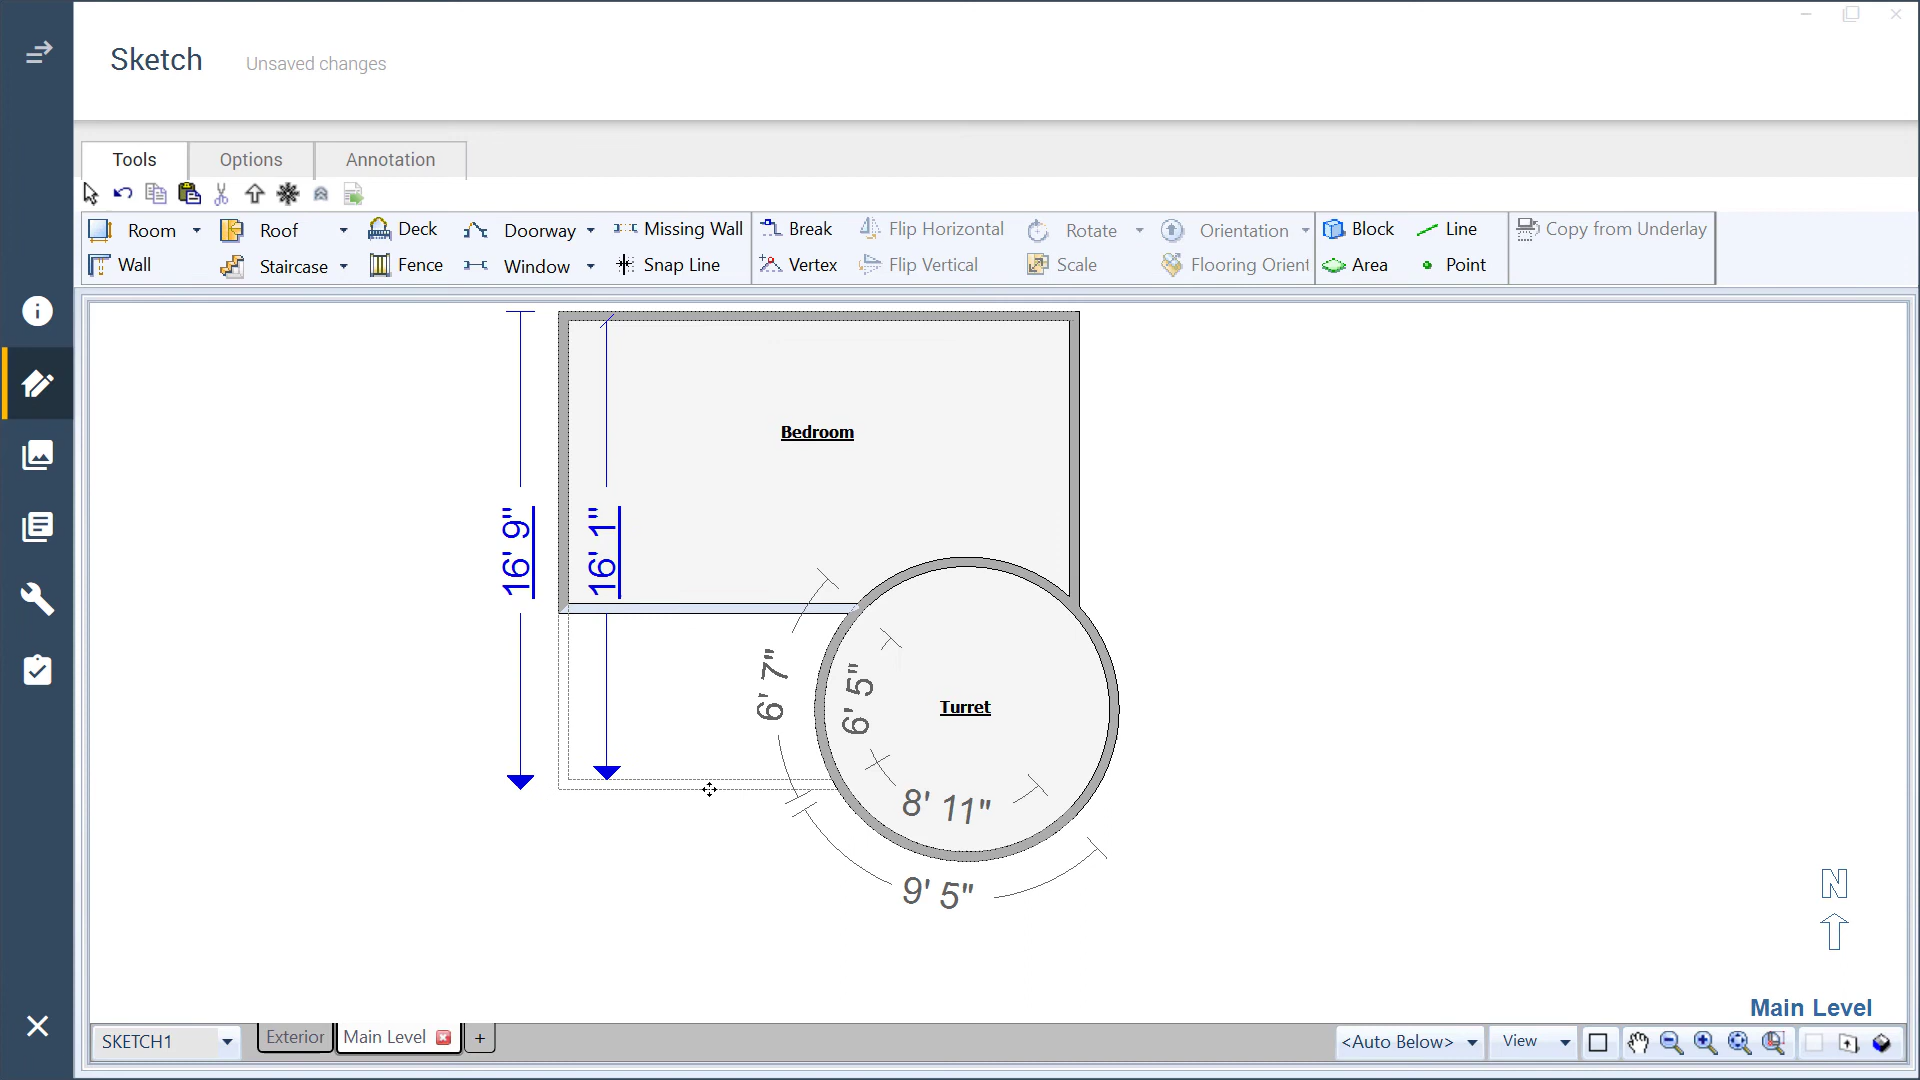 Sketch Unsaved changes
Tools Options Annotation
Room Roof Deck Doorway Missing Wall Break Flip Horizontal Rotate Orientation Block Line Copy from Underlay
Wall Staircase Fence Window Snap Line Vertex Flip Vertical Scale Flooring Orient Area Point
Bedroom
16' 9"
16' 1"
6' 7"
6' 5"
Turret
8' 11"
9' 5"
N
Main Level
SKETCH1 Exterior Main Level + <Auto Below> View